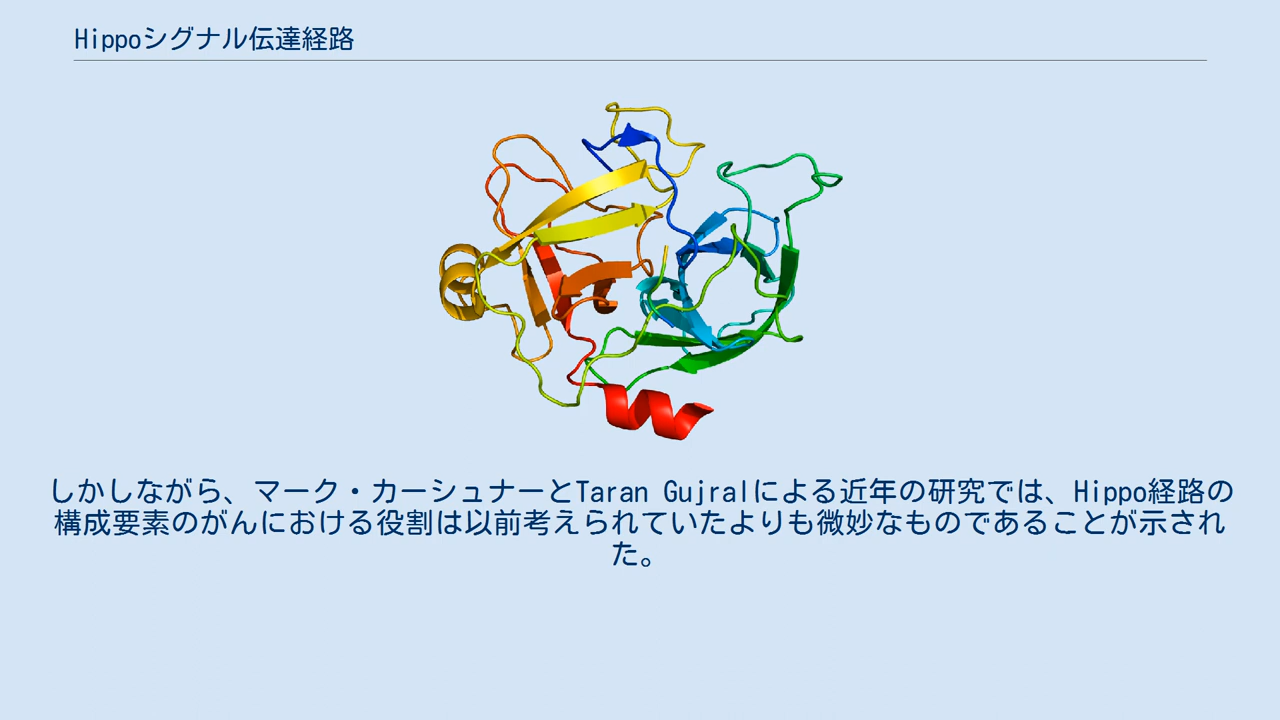 Hippoシグナル伝達経路
しかしながら、マーク・カーシュナーとTaran Gujralによる近年の研究では、Hippo経路の
構成要素のがんにおける役割は以前考えられていたよりも微妙なものであることが示され
た。